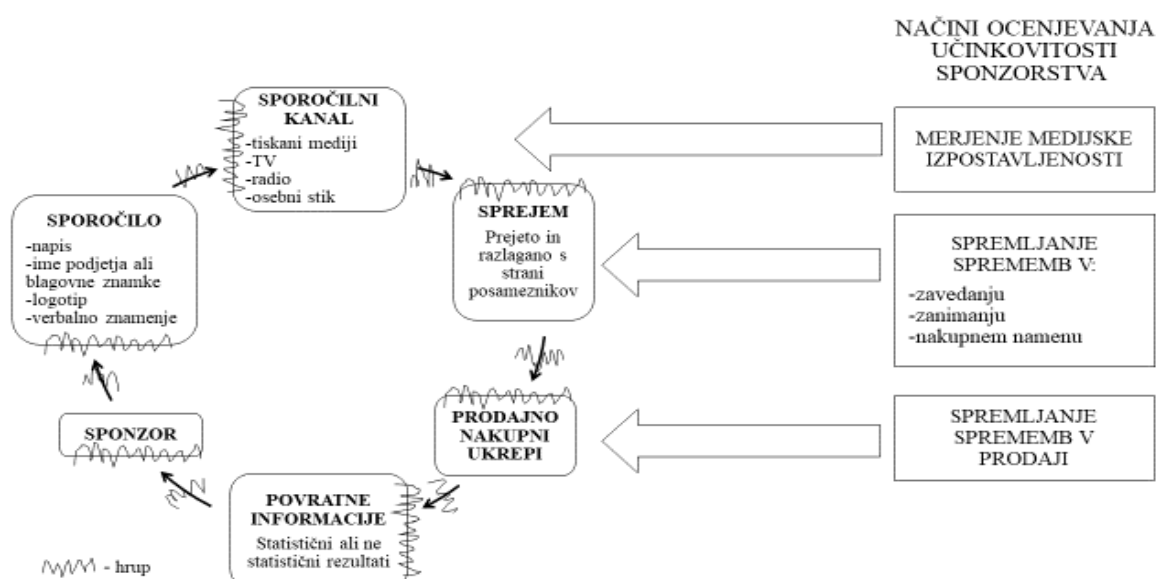 NAČINI OCENJEVANJA
UČINKOVITOSTI
SPONZORSTVA
SPOROČILNI
KANAL
-tiskani mediji
-TV
-radio
-osebni stik
MERJENJE MEDIJSKE
IZPOSTAVLJENOSTI
SPOROČILO
-napis
-ime podjetja ali
blagovne znamke
-logotip
-verbalno znamenje
SPREJEM
Prejeto in
razlagano s
strani
posameznikov
SPREMLJANJE
SPREMEMB V:
-zavedanju
-zanimanju
-nakupnem namenu
SPONZOR
PRODAJNO
NAKUPNI
UKREPI
SPREMLJANJE
SPREMEMB V
PRODAJI
POVRATNE
INFORMACIJE
Statistični ali ne
statistični rezultati
- hrup